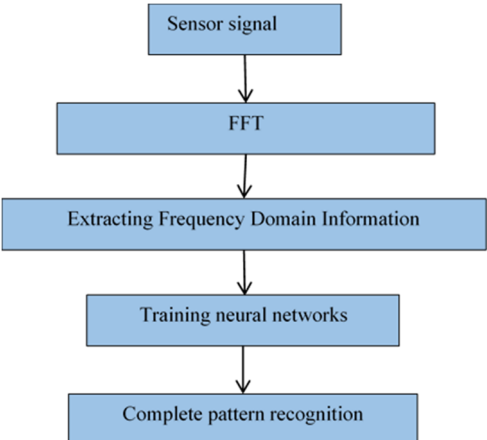 Sensor signal
FFT
Extracting Frequency Domain Information
Training neural networks
Complete pattern recognition